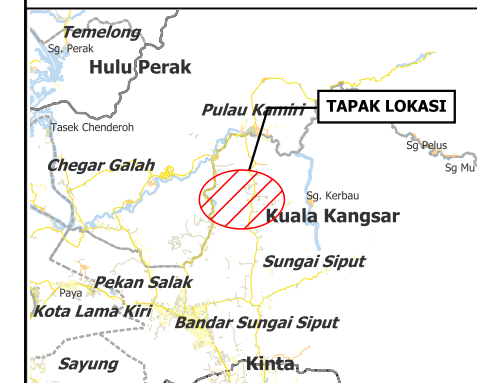 Temelong
Sg. Perak
Hulu Perak
Pulau Kamiri
TAPAK LOKASI
Tasek Chenderoh
Sg Pelus
Chegar Galah
Sg Mu
Sg. Kerbau
Kuala Kangsar
Sungai Siput
Pekan Salak
Paya
Kota Lama Kiri
Bandar Sungai Siput
Sayung
Kinta